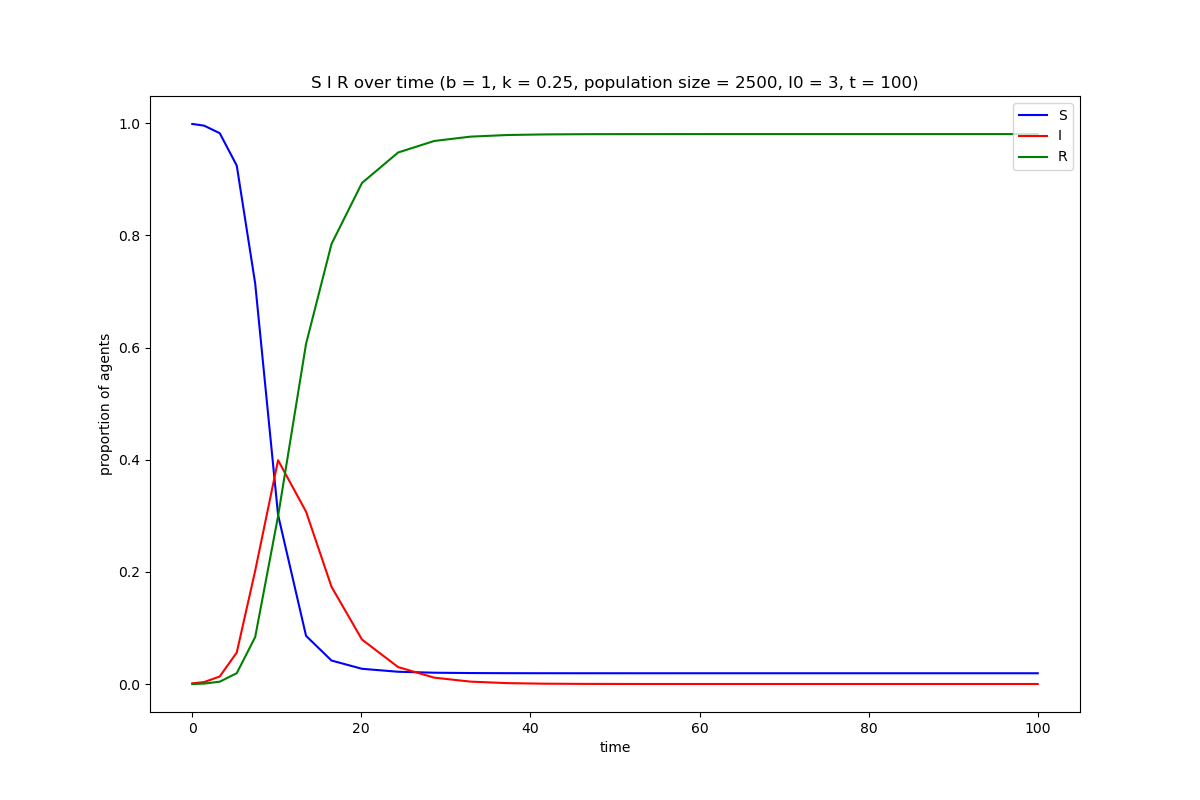 S I R over time (b = 1, k = 0.25, population size = 2500, I0 = 3, t = 100)
S
I
R
1.0
0.8
0.6
0.4
0.2
0.0
proportion of agents
0 20 40 60 80 100
time